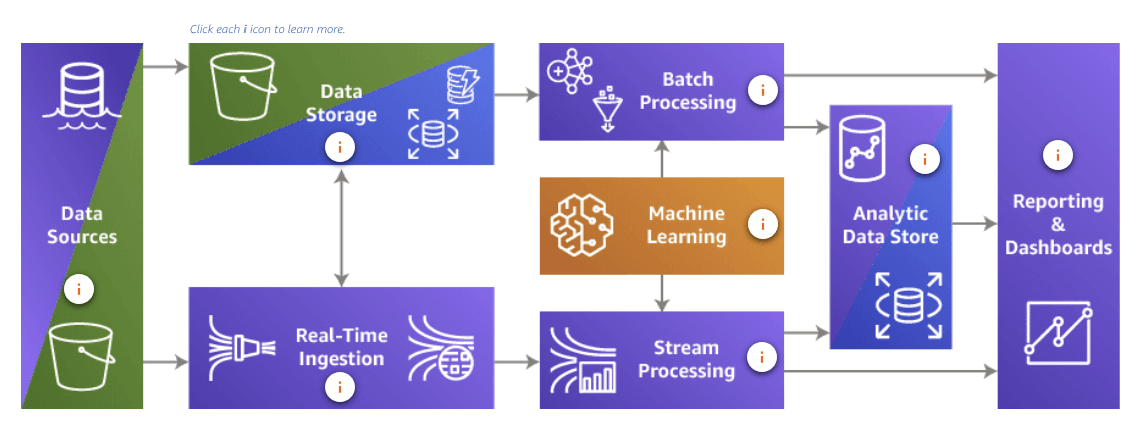 Click each i icon to learn more.
Data
Sources
i
Data
Storage
i
Real-Time
Ingestion
i
Batch
Processing
i
Machine
Learning
i
Stream
Processing
i
Analytic
Data Store
i
i
Reporting
&
Dashboards